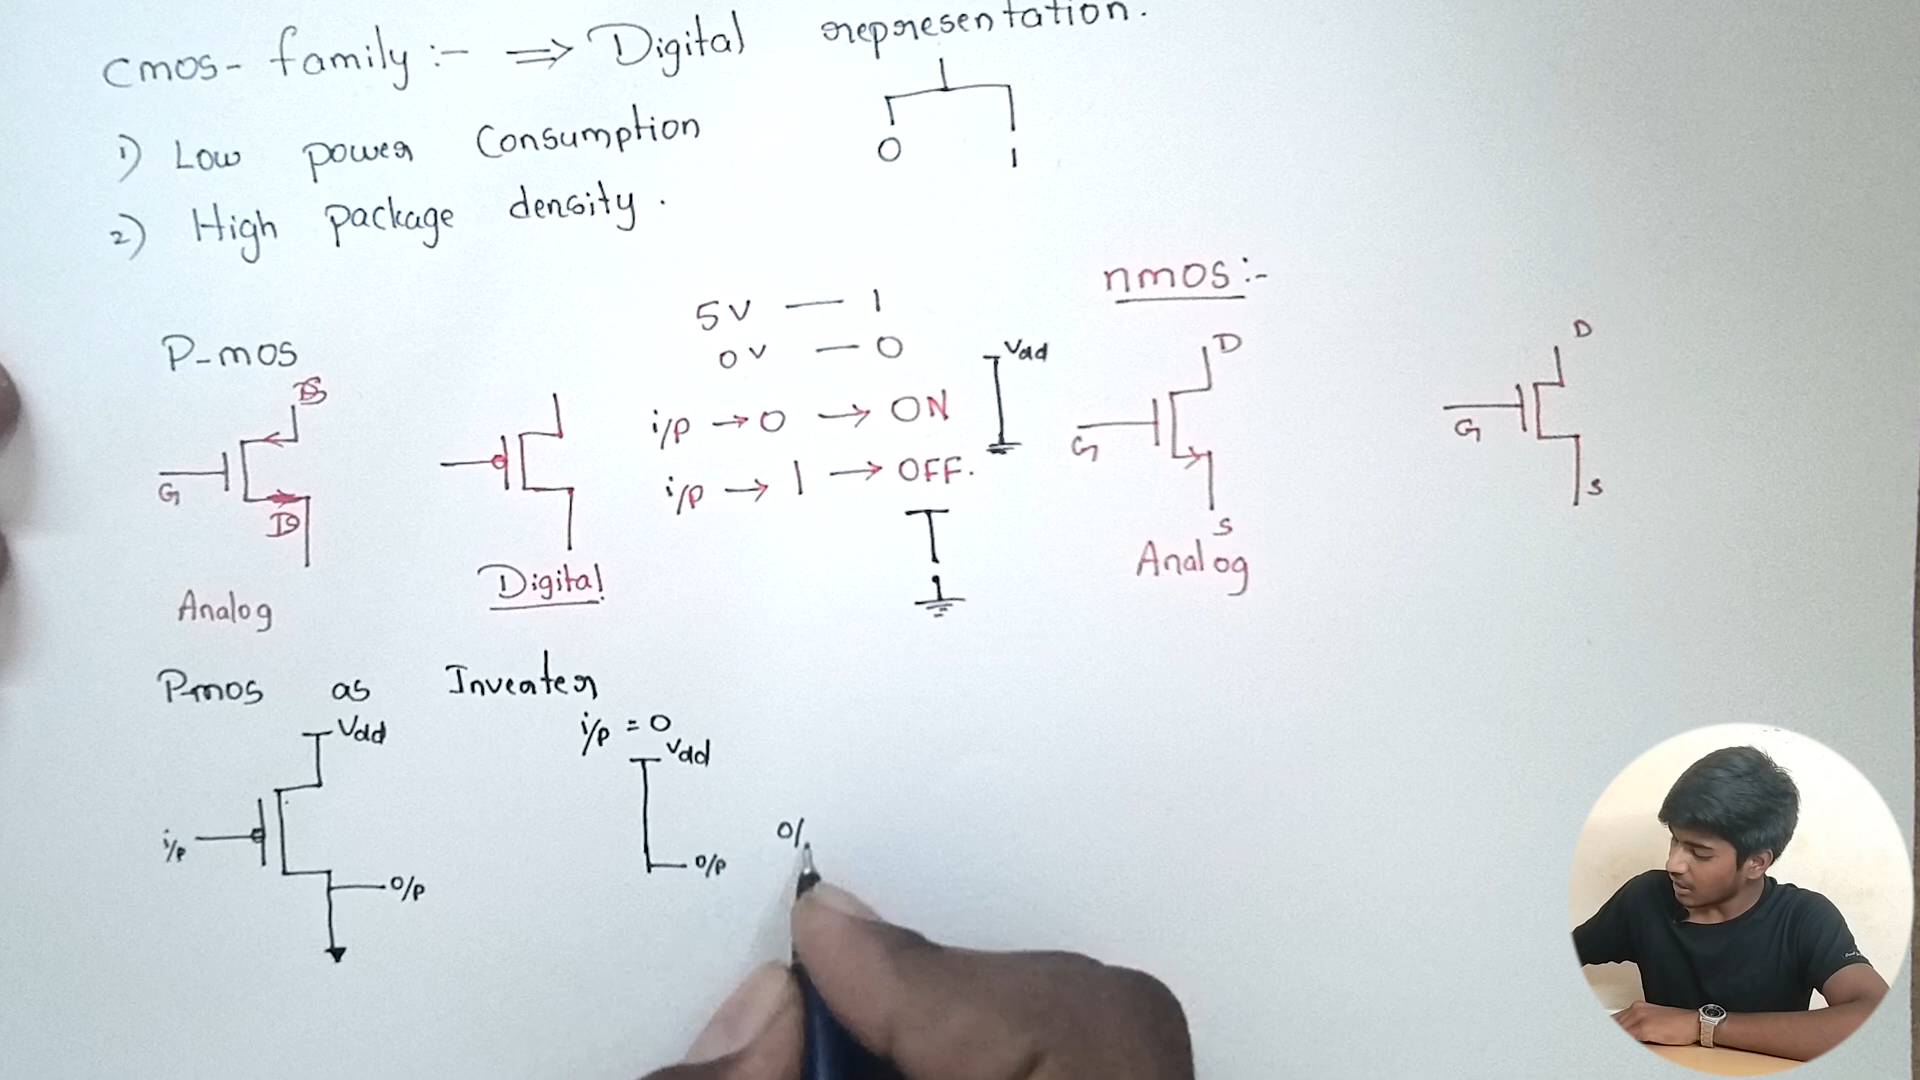 Cmos- family :- ⇒ Digital representation.
0 1
1) Low power Consumption
2) High package density.
nmos:-
5V — 1
0V — 0
P-mos
G
Analog
Digital
i/p → 0 → ON
i/p → 1 → OFF.
Vdd
D
G
S
Analog
D
G
S
Pmos as Inveater
Vdd
i/p
o/p
i/p = 0
Vdd
o/p
o/